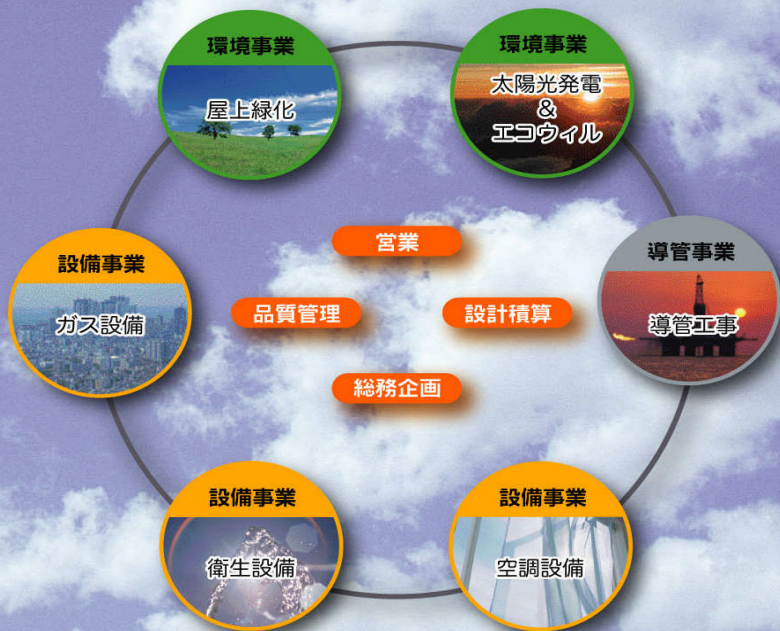 環境事業
屋上緑化
環境事業
太陽光発電
&
エコウィル
設備事業
ガス設備
営業
品質管理
設計積算
総務企画
導管事業
導管工事
設備事業
衛生設備
設備事業
空調設備